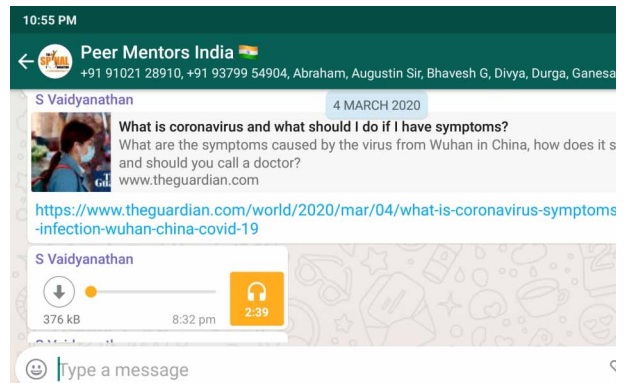 10:55 PM
THE
SPINAL
FOUNDATION
Peer Mentors India
+91 91021 28910, +91 93799 54904, Abraham, Augustin Sir, Bhavesh G, Divya, Durga, Ganesa
S Vaidyanathan
4 MARCH 2020
What is coronavirus and what should I do if I have symptoms?
What are the symptoms caused by the virus from Wuhan in China, how does it s
and should you call a doctor?
www.theguardian.com
Gu
https://www.theguardian.com/world/2020/mar/04/what-is-coronavirus-symptoms
-infection-wuhan-china-covid-19
S Vaidyanathan
2:39
376 kB
8:32 pm
Type a message